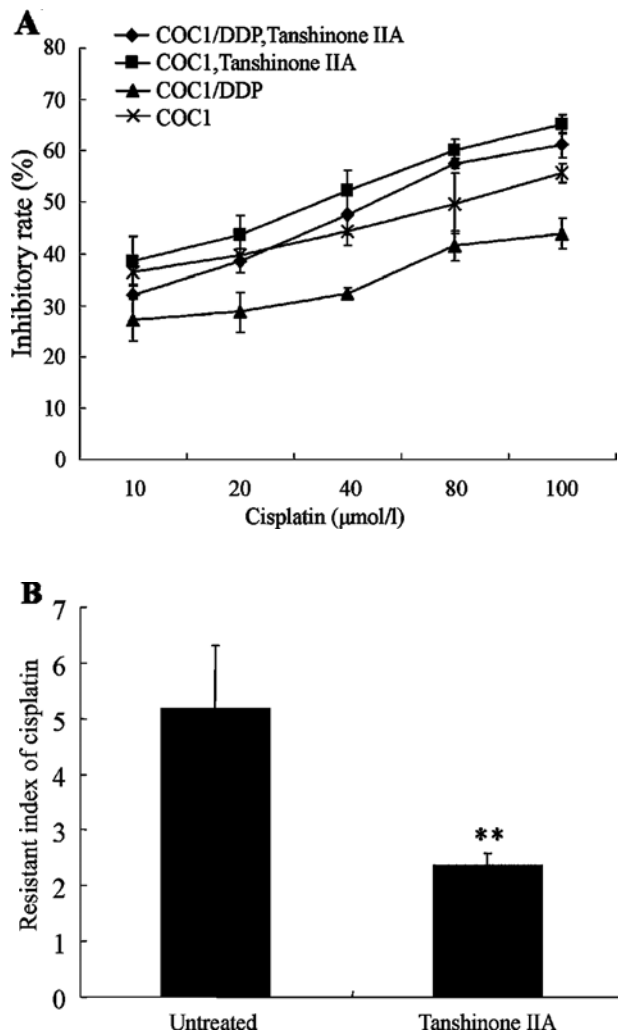 A
COC1/DDP,Tanshinone IIA
COC1,Tanshinone IIA
COC1/DDP
COC1
80
70
60
50
40
30
20
10
0
Inhibitory rate (%)
10 20 40 80 100
Cisplatin (μmol/l)
B
7
6
5
4
3
2
1
0
Resistant index of cisplatin
**
Untreated Tanshinone IIA